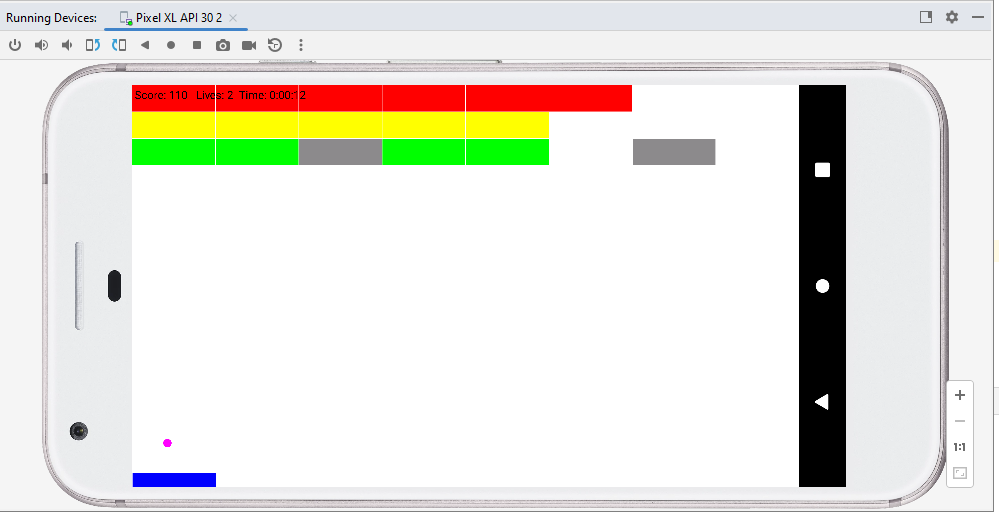 Running Devices: Pixel XL API 30 2
Score: 110 Lives: 2 Time: 0:00:12
1:1